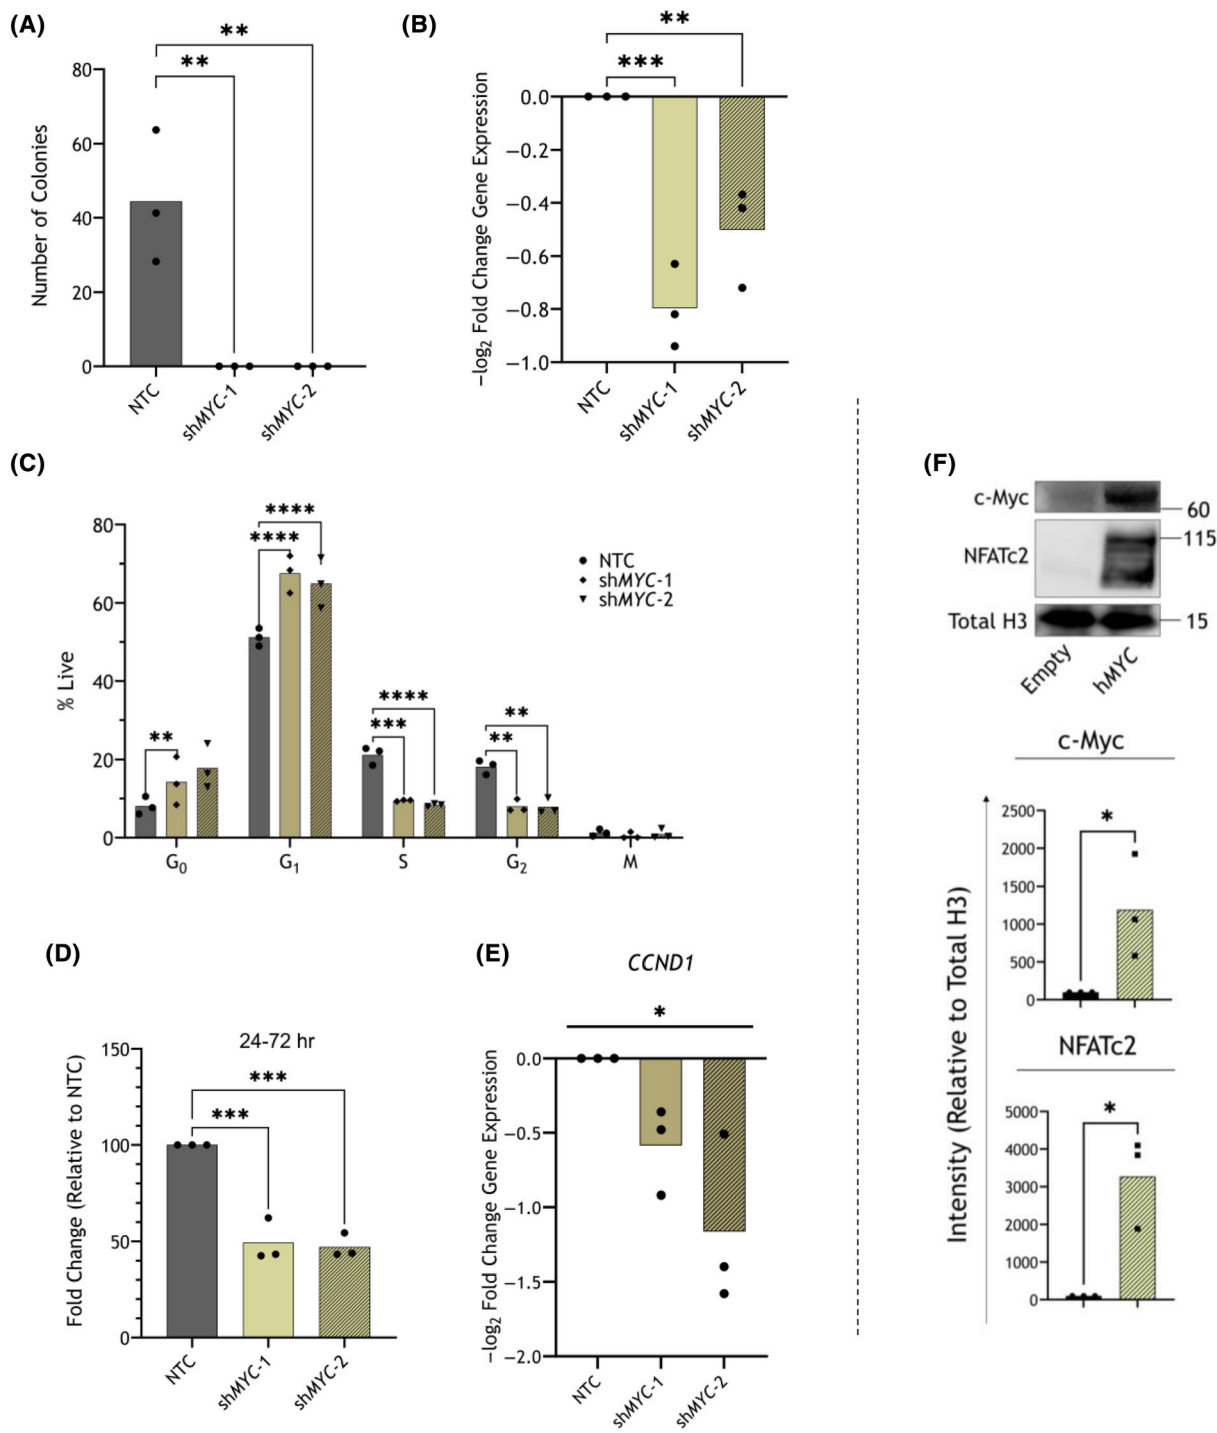 (A)
**
**
Number of Colonies
80
60
40
20
0
NTC
shMYC-1
shMYC-2
(B)
**
***
−log2 Fold Change Gene Expression
0.0
−0.2
−0.4
−0.6
−0.8
−1.0
NTC
shMYC-1
shMYC-2
(C)
% Live
80
60
40
20
0
**
****
****
****
***
**
**
NTC
shMYC-1
shMYC-2
G0
G1
S
G2
M
(D)
24-72 hr
***
***
Fold Change (Relative to NTC)
150
100
50
0
NTC
shMYC-1
shMYC-2
(E)
CCND1
*
−log2 Fold Change Gene Expression
0.0
−0.5
−1.0
−1.5
−2.0
NTC
shMYC-1
shMYC-2
(F)
c-Myc
60
NFATc2
115
Total H3
15
Empty
hMYC
Intensity (Relative to Total H3)
c-Myc
*
2500
2000
1500
1000
500
0
NFATc2
*
5000
4000
3000
2000
1000
0